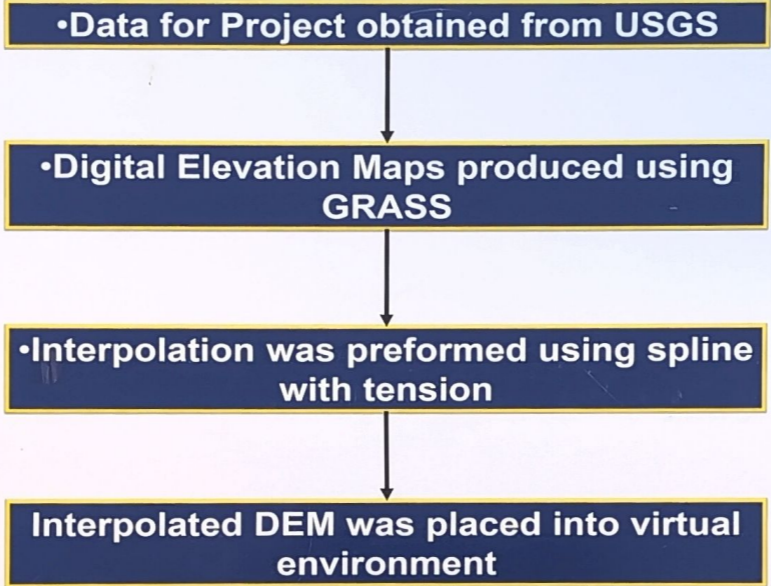 •Data for Project obtained from USGS
•Digital Elevation Maps produced using
GRASS
•Interpolation was preformed using spline
with tension
Interpolated DEM was placed into virtual
environment